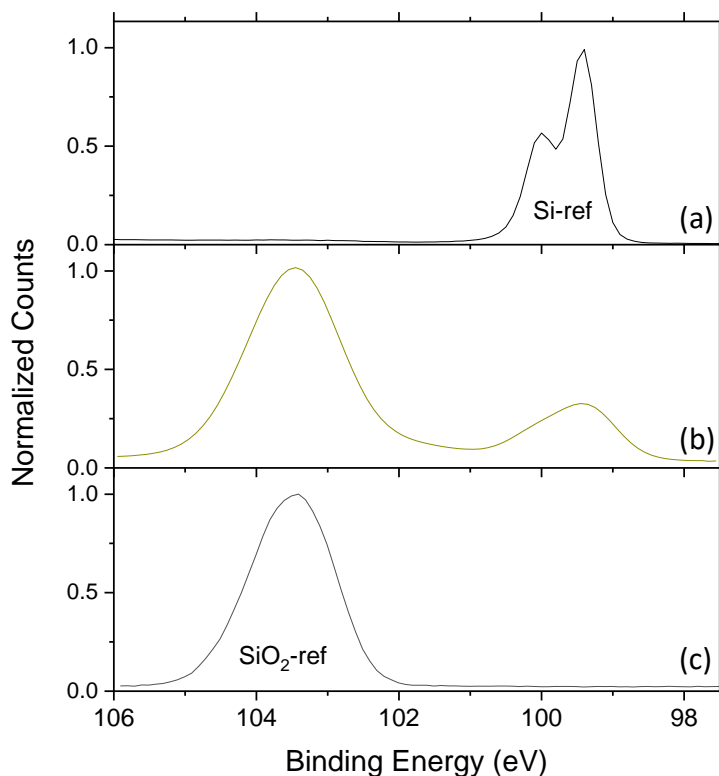 1.0
0.5
Si-ref
(a)
0.0
1.0
0.5
(b)
0.0
1.0
0.5
SiO₂-ref
(c)
0.0
106 104 102 100 98
Binding Energy (eV)
Normalized Counts